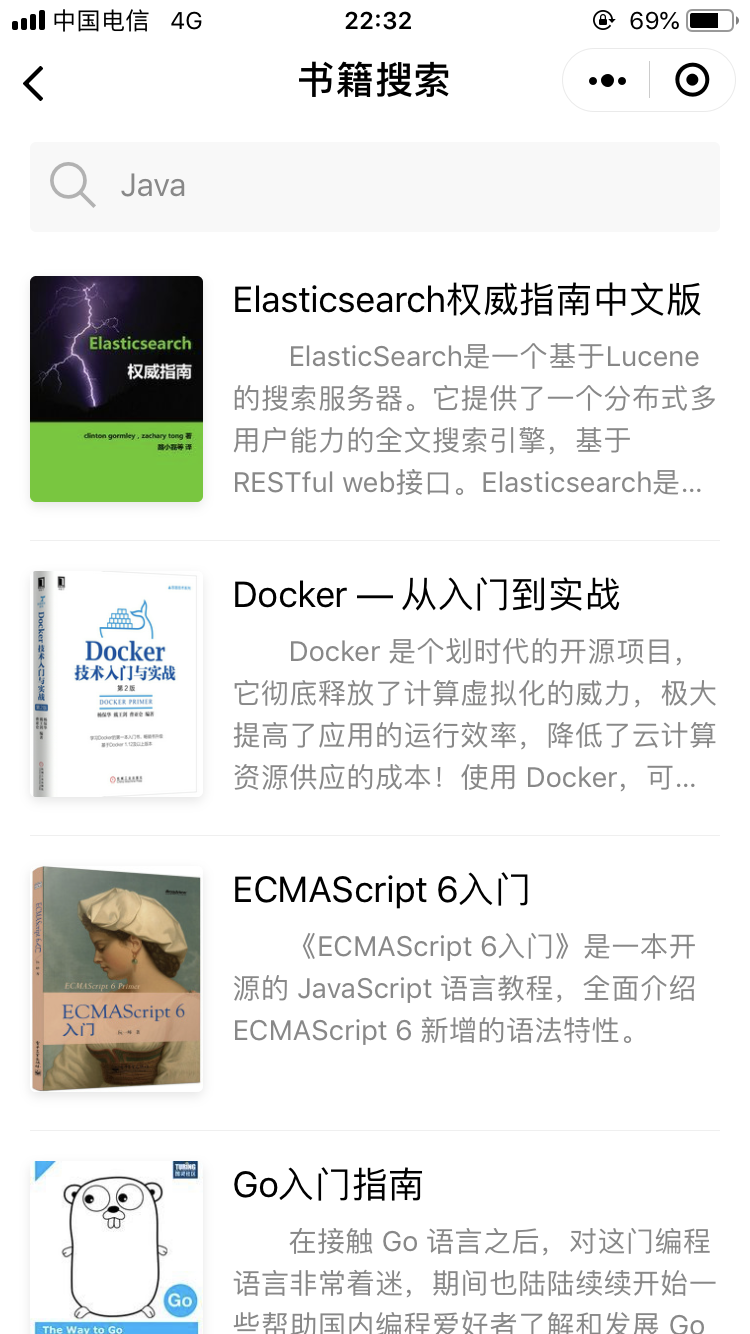 中国电信 4G 22:32 69%
书籍搜索
Java
Elasticsearch
权威指南
clinton gormley , zachary tong 著
Elasticsearch权威指南中文版
ElasticSearch是一个基于Lucene
的搜索服务器。它提供了一个分布式多
用户能力的全文搜索引擎，基于
RESTful web接口。Elasticsearch是...
Docker
技术入门与实战
第2版
DOCKER PRIMER
Docker技术入门与实战
Docker — 从入门到实战
Docker 是个划时代的开源项目，
它彻底释放了计算虚拟化的威力，极大
提高了应用的运行效率，降低了云计算
资源供应的成本！使用 Docker，可...
ECMAScript 6 Primer
ECMAScript 6
入门
ECMAScript 6入门
《ECMAScript 6入门》是一本开
源的 JavaScript 语言教程，全面介绍
ECMAScript 6 新增的语法特性。
TURING
图灵社区
Go
The Way to Go
Go入门指南
在接触 Go 语言之后，对这门编程
语言非常着迷，期间也陆陆续续开始一
些帮助国内编程爱好者了解和发展 Go